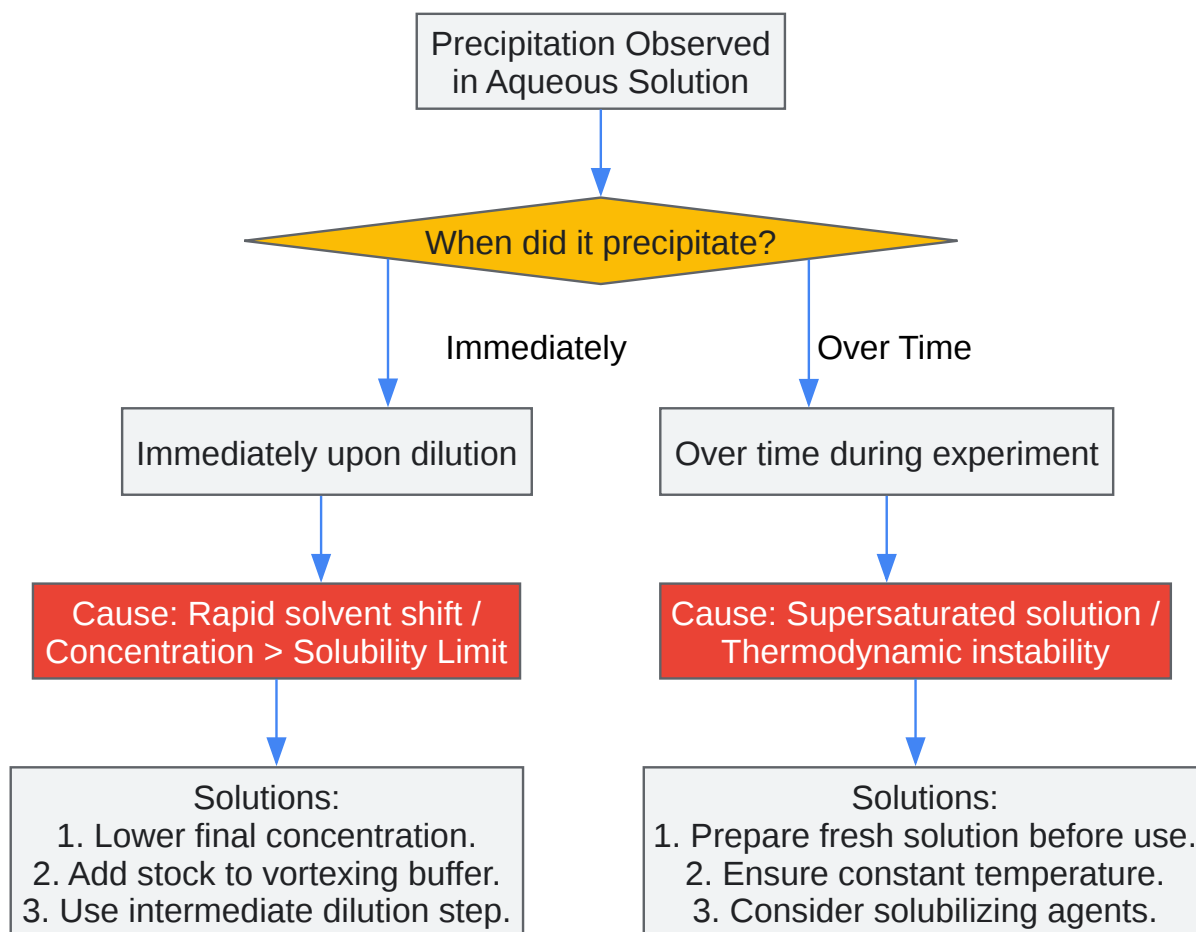 Precipitation Observed
in Aqueous Solution
When did it precipitate?
Immediately
Over Time
Immediately upon dilution
Over time during experiment
Cause: Rapid solvent shift /
Concentration > Solubility Limit
Cause: Supersaturated solution /
Thermodynamic instability
Solutions:
1. Lower final concentration.
2. Add stock to vortexing buffer.
3. Use intermediate dilution step.
Solutions:
1. Prepare fresh solution before use.
2. Ensure constant temperature.
3. Consider solubilizing agents.